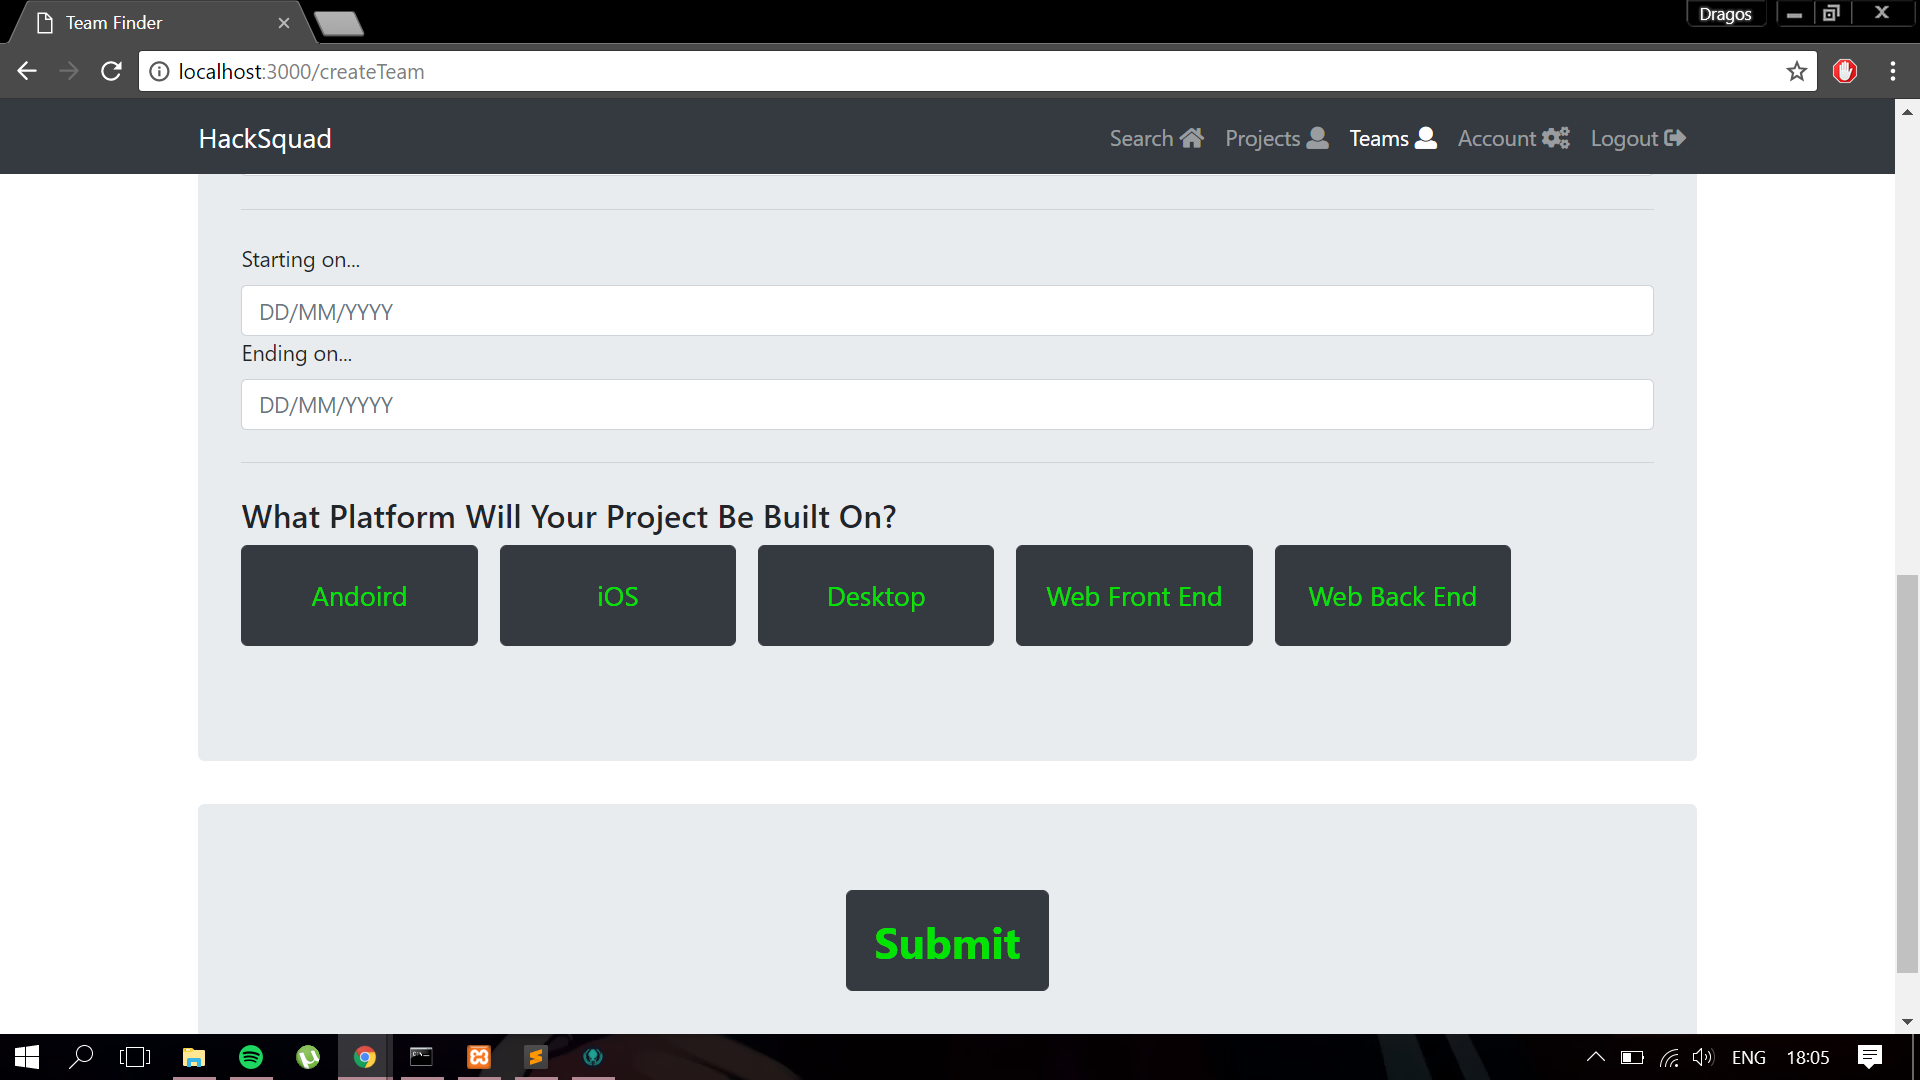 Team Finder
Dragos
localhost:3000/createTeam
HackSquad
Search Projects Teams Account Logout
Starting on...
DD/MM/YYYY
Ending on...
DD/MM/YYYY
What Platform Will Your Project Be Built On?
Andoird iOS Desktop Web Front End Web Back End
Submit
ENG 18:05